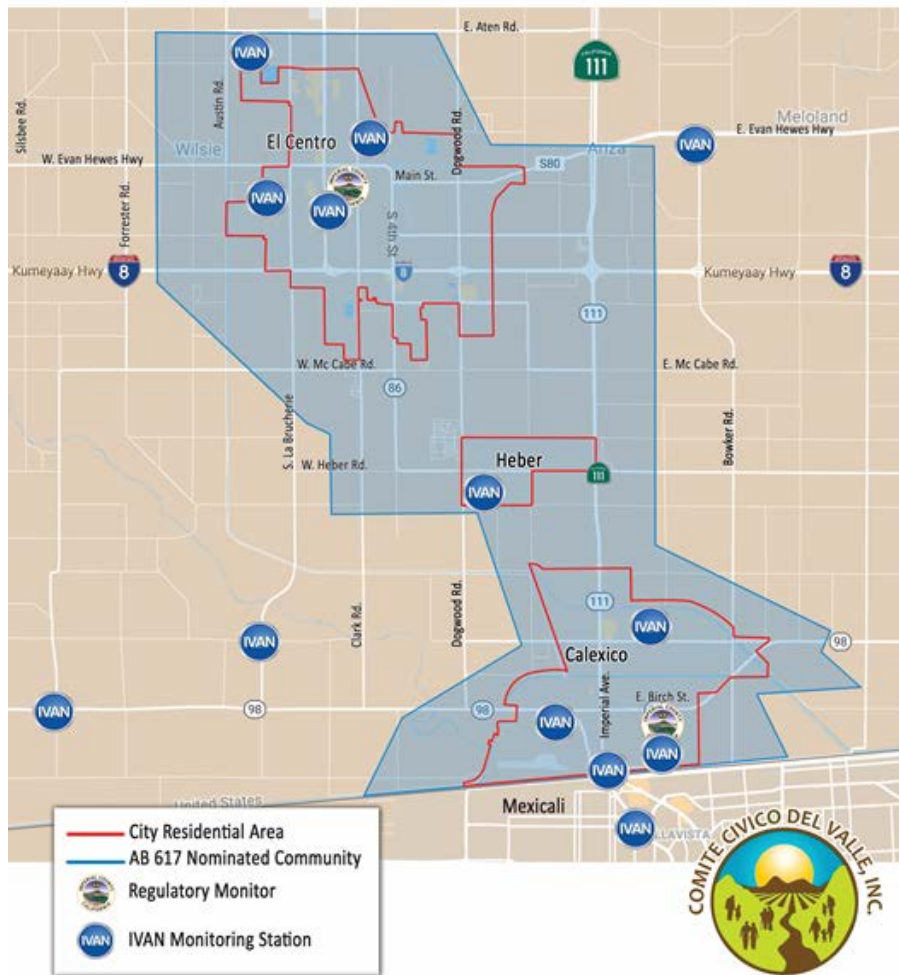 E. Aten Rd.
CALIFORNIA
111
IVAN
Silsbee Rd.
Austin Rd.
Meloland
El Centro
IVAN
Wilsie
Dogwood Rd.
E. Evan Hewes Hwy
IVAN
Ariza
W. Evan Hewes Hwy
S80
Main St.
IVAN
IVAN
Forrester Rd.
S. 4th St
Kumeyaay Hwy
8
8
Kumeyaay Hwy
8
111
W. Mc Cabe Rd.
E. Mc Cabe Rd.
86
S. La Brucherie
Bowker Rd.
W. Heber Rd.
Heber
111
IVAN
111
Clark Rd.
Dogwood Rd.
IVAN
IVAN
98
Calexico
Imperial Ave.
E. Birch St.
IVAN
98
98
IVAN
IVAN
IVAN
United States
Mexicali
IVAN
LLAVISTA
City Residential Area
AB 617 Nominated Community
Regulatory Monitor
IVAN
IVAN Monitoring Station
COMITE CIVICO DEL VALLE, INC.